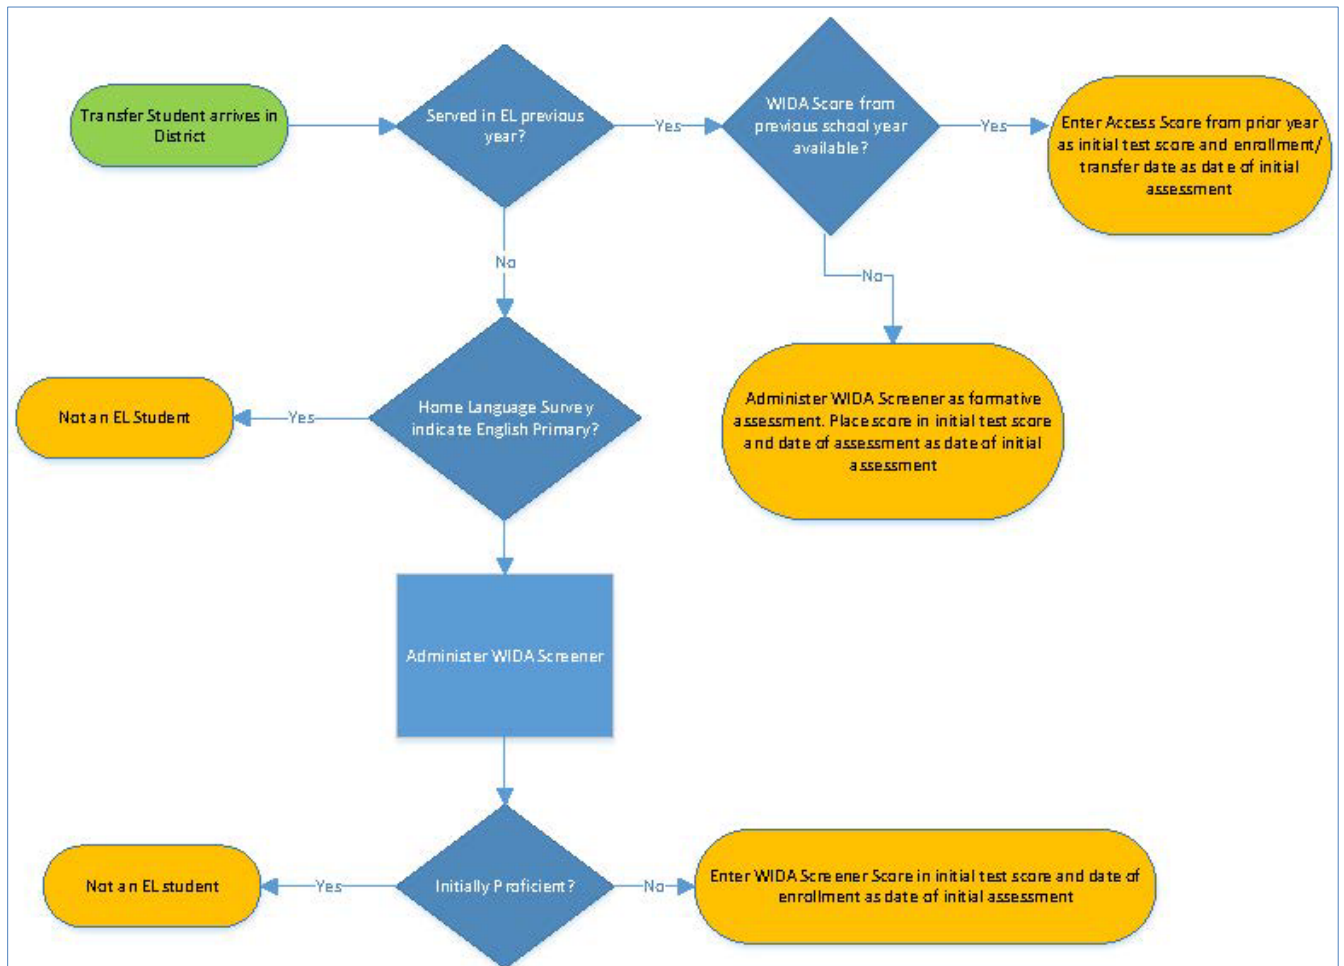 Transfer Student arrives in
District
Served in EL previous
year?
Yes
WIDA Score from
previous school year
available?
Yes
Enter Access Score from prior year
as initial test score and enrollment/
transfer date as date of initial
assessment
No
No
Administer WIDA Screener as formative
assessment. Place score in initial test score
and date of assessment as date of initial
assessment
Home Language Survey
indicate English Primary?
Yes
Not an EL Student
Administer WIDA Screener
Initially Proficient?
Yes
Not an EL student
No
Enter WIDA Screener Score in initial test score and date of
enrollment as date of initial assessment